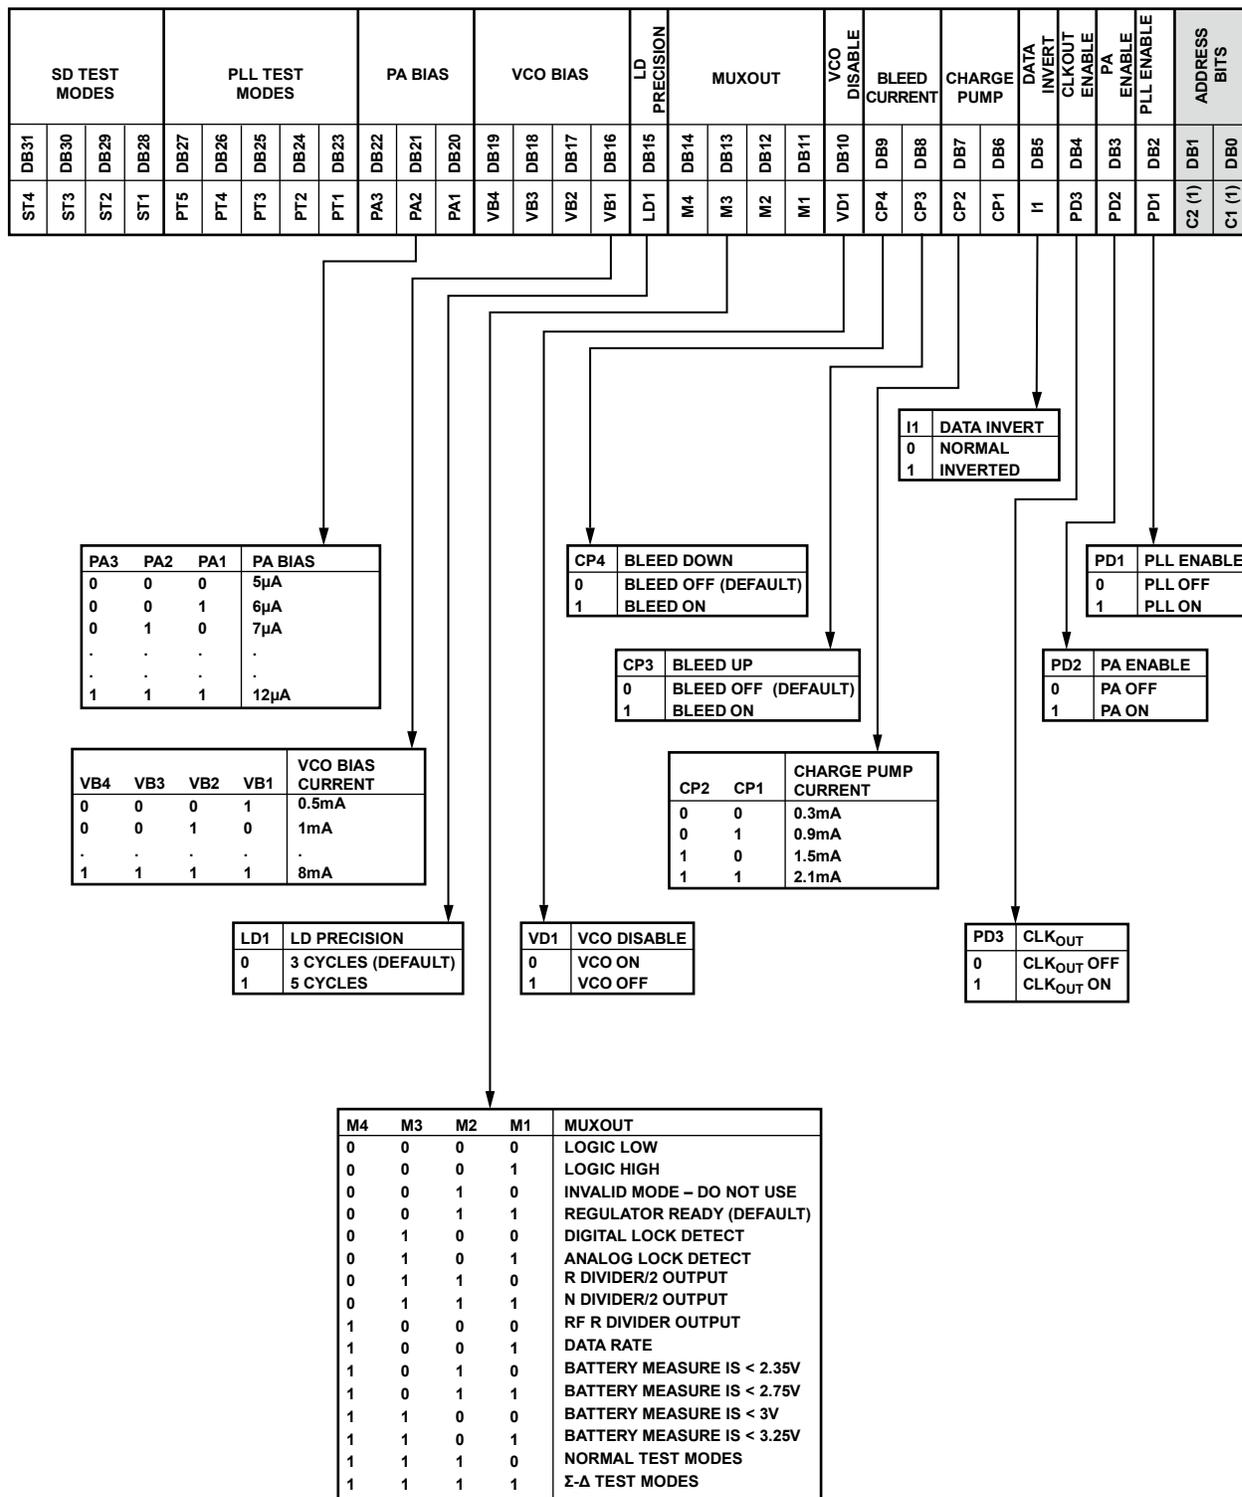 SD TEST
MODES
PLL TEST
MODES
PA BIAS
VCO BIAS
LD
PRECISION
MUXOUT
VCO
DISABLE
BLEED
CURRENT
CHARGE
PUMP
DATA
INVERT
CLKOUT
ENABLE
PA
ENABLE
PLL ENABLE
ADDRESS
BITS
DB31 DB30 DB29 DB28 DB27 DB26 DB25 DB24 DB23 DB22 DB21 DB20 DB19 DB18 DB17 DB16 DB15 DB14 DB13 DB12 DB11 DB10 DB9 DB8 DB7 DB6 DB5 DB4 DB3 DB2 DB1 DB0
ST4 ST3 ST2 ST1 PT5 PT4 PT3 PT2 PT1 PA3 PA2 PA1 VB4 VB3 VB2 VB1 LD1 M4 M3 M2 M1 VD1 CP4 CP3 CP2 CP1 I1 PD3 PD2 PD1 C2 (1) C1 (1)
I1 DATA INVERT
0 NORMAL
1 INVERTED
PA3 PA2 PA1 PA BIAS
0 0 0 5µA
0 0 1 6µA
0 1 0 7µA
. . . .
. . . .
1 1 1 12µA
CP4 BLEED DOWN
0 BLEED OFF (DEFAULT)
1 BLEED ON
PD1 PLL ENABLE
0 PLL OFF
1 PLL ON
CP3 BLEED UP
0 BLEED OFF (DEFAULT)
1 BLEED ON
PD2 PA ENABLE
0 PA OFF
1 PA ON
VB4 VB3 VB2 VB1 VCO BIAS
CURRENT
0 0 0 1 0.5mA
0 0 1 0 1mA
. . . . .
1 1 1 1 8mA
CP2 CP1 CHARGE PUMP
CURRENT
0 0 0.3mA
0 1 0.9mA
1 0 1.5mA
1 1 2.1mA
LD1 LD PRECISION
0 3 CYCLES (DEFAULT)
1 5 CYCLES
VD1 VCO DISABLE
0 VCO ON
1 VCO OFF
PD3 CLKOUT
0 CLKOUT OFF
1 CLKOUT ON
M4 M3 M2 M1 MUXOUT
0 0 0 0 LOGIC LOW
0 0 0 1 LOGIC HIGH
0 0 1 0 INVALID MODE – DO NOT USE
0 0 1 1 REGULATOR READY (DEFAULT)
0 1 0 0 DIGITAL LOCK DETECT
0 1 0 1 ANALOG LOCK DETECT
0 1 1 0 R DIVIDER/2 OUTPUT
0 1 1 1 N DIVIDER/2 OUTPUT
1 0 0 0 RF R DIVIDER OUTPUT
1 0 0 1 DATA RATE
1 0 1 0 BATTERY MEASURE IS < 2.35V
1 0 1 1 BATTERY MEASURE IS < 2.75V
1 1 0 0 BATTERY MEASURE IS < 3V
1 1 0 1 BATTERY MEASURE IS < 3.25V
1 1 1 0 NORMAL TEST MODES
1 1 1 1 Σ-Δ TEST MODES